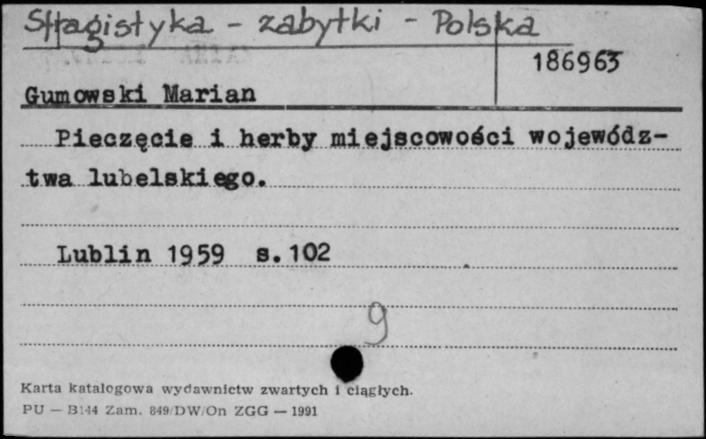 Sfragistyka - zabytki - Polska
186963
Gumowski Marian
Pieczęcie i herby miejscowości wojewódz-
twa lubelskiego.
Lublin 1959 s.102
9
Karta katalogowa wydawnictw zwartych i ciągłych.
PU — B144 Zam. 849/DW/On ZGG — 1991